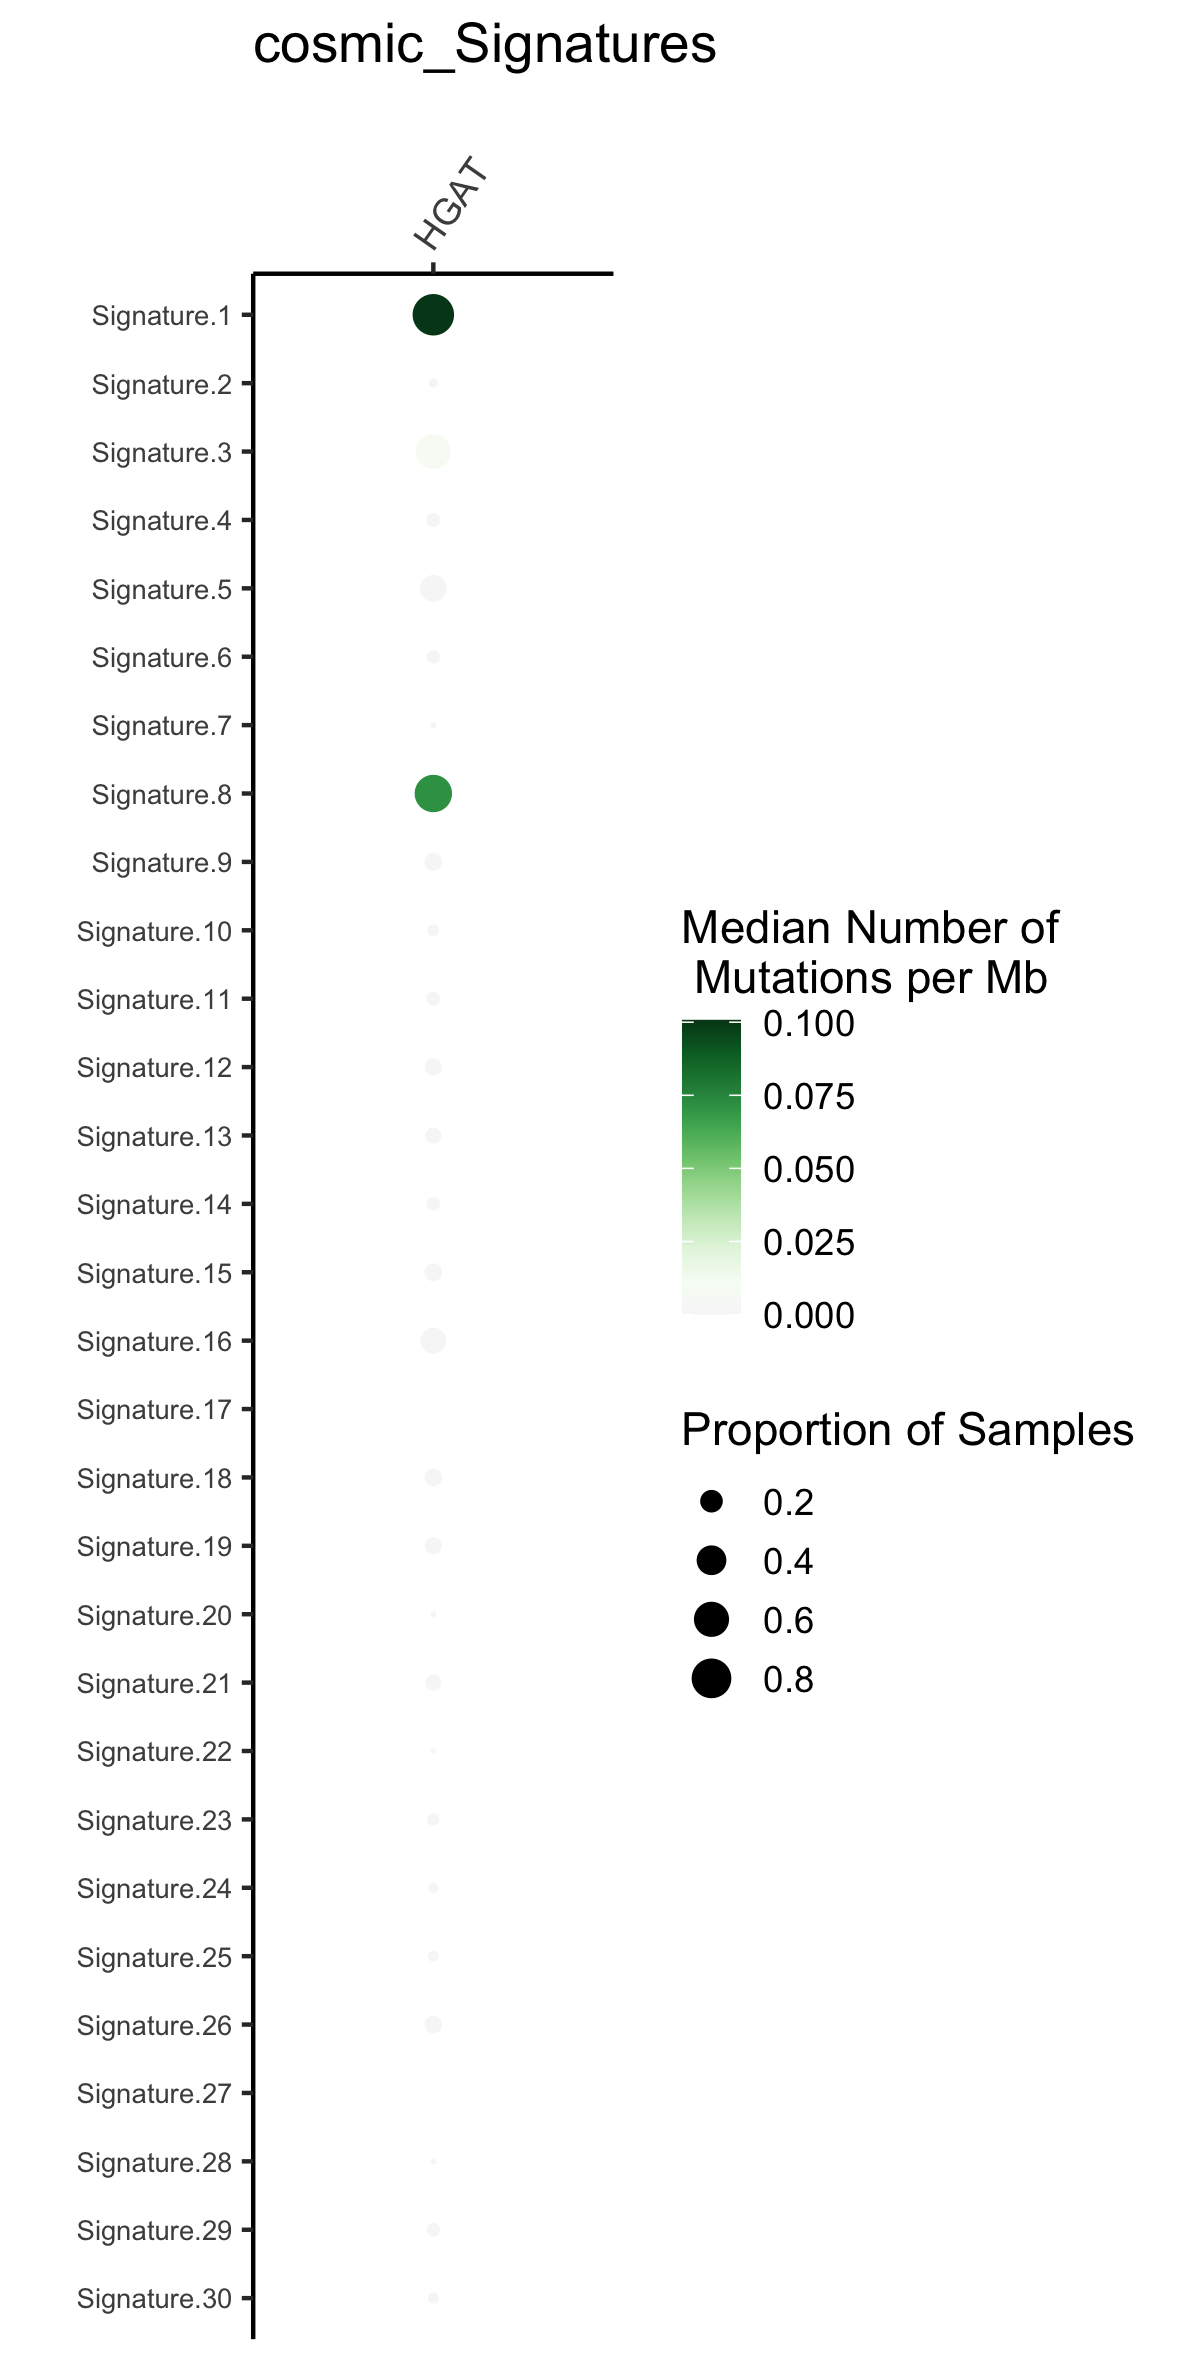 cosmic_Signatures
HGAT
Signature.1
Signature.2
Signature.3
Signature.4
Signature.5
Signature.6
Signature.7
Signature.8
Signature.9
Signature.10
Signature.11
Signature.12
Signature.13
Signature.14
Signature.15
Signature.16
Signature.17
Signature.18
Signature.19
Signature.20
Signature.21
Signature.22
Signature.23
Signature.24
Signature.25
Signature.26
Signature.27
Signature.28
Signature.29
Signature.30
Median Number of
Mutations per Mb
0.100
0.075
0.050
0.025
0.000
Proportion of Samples
0.2
0.4
0.6
0.8